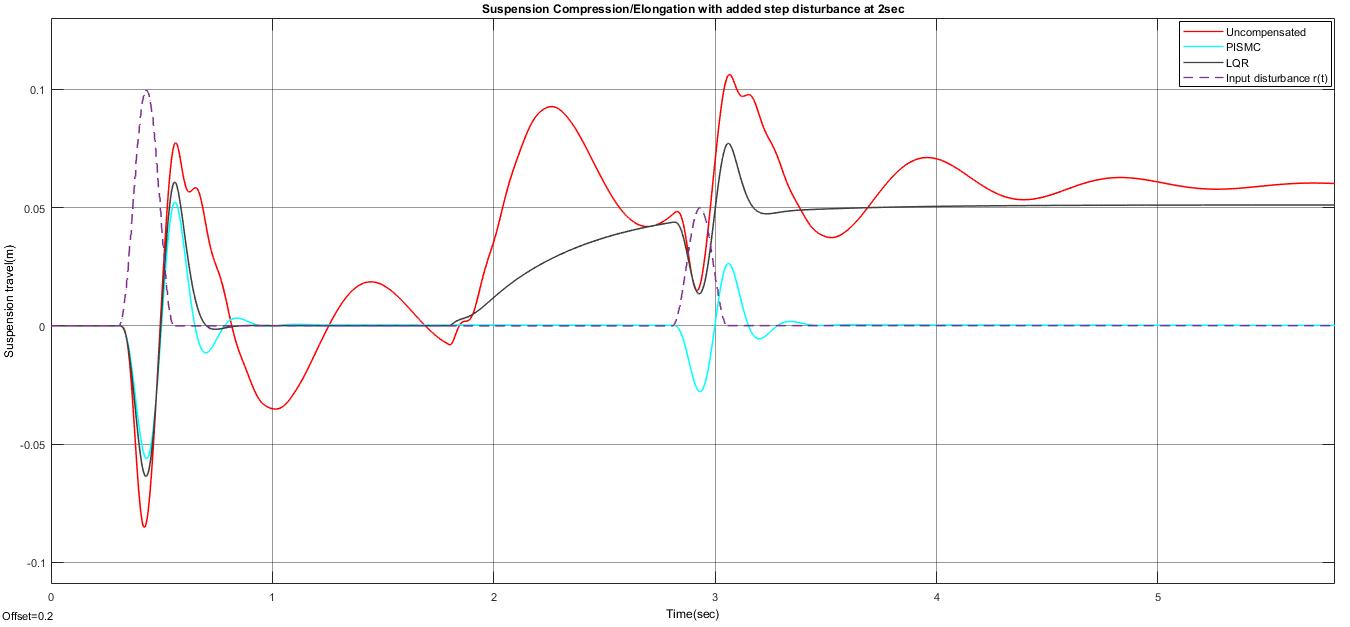 Suspension Compression/Elongation with added step disturbance at 2sec
Uncompensated
PISMC
LQR
Input disturbance r(t)
0.1
0.05
0
-0.05
-0.1
Suspension travel(m)
0
1
2
3
4
5
Time(sec)
Offset=0.2